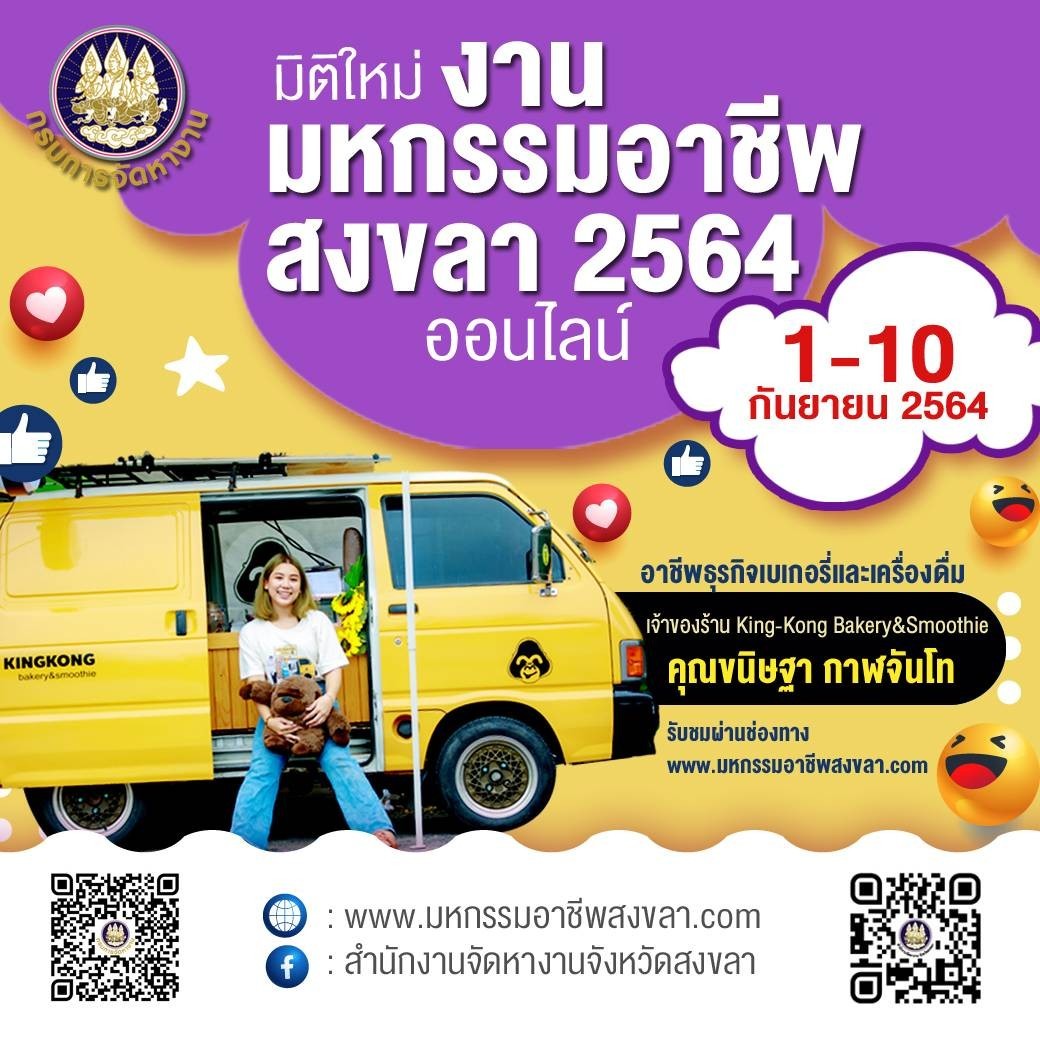 กรมการจัดหางาน
มิติใหม่ งาน
มหกรรมอาชีพ
สงขลา 2564
ออนไลน์
1-10
กันยายน 2564
อาชีพธุรกิจเบเกอรี่และเครื่องดื่ม
เจ้าของร้าน King-Kong Bakery&Smoothie
คุณขนิษฐา กาฬจันโท
รับชมผ่านช่องทาง
www.มหกรรมอาชีพสงขลา.com
KINGKONG
bakery&smoothie
: www.มหกรรมอาชีพสงขลา.com
: สำนักงานจัดหางานจังหวัดสงขลา